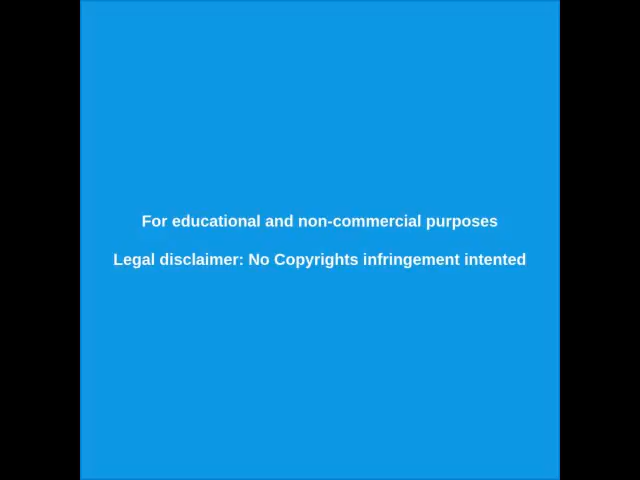 For educational and non-commercial purposes
Legal disclaimer: No Copyrights infringement intented